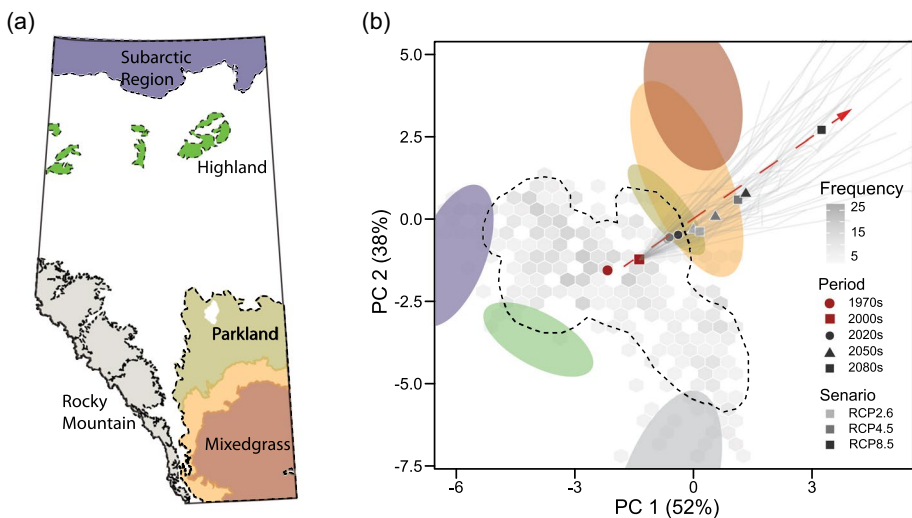 (a)
Subarctic
Region
Highland
Parkland
Rocky
Mountain
Mixedgrass
(b)
5.0
2.5
0.0
-2.5
-5.0
-7.5
PC 2 (38%)
-6
-3
0
3
PC 1 (52%)
Frequency
25
15
5
Period
1970s
2000s
2020s
2050s
2080s
Senario
RCP2.6
RCP4.5
RCP8.5